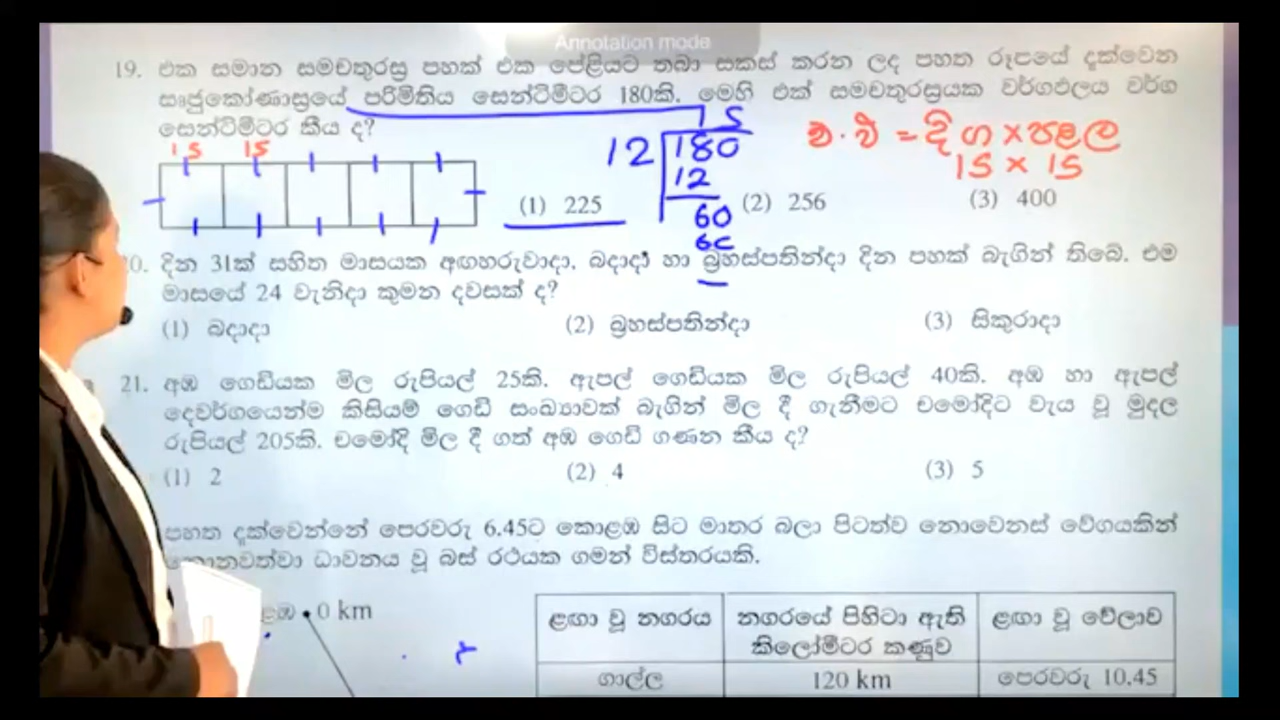 Annotation mode
19. එක සමාන සමචතුරස්‍ර පහක් එක පේළියට තබා සකස් කරන ලද පහත රූපයේ දක්වෙන
සෘජුකෝණාස්‍රයේ පරිමිතිය සෙන්ටිමීටර 180කි. මෙහි එක් සමචතුරස්‍රයක වර්ගඵලය වර්ග
සෙන්ටිමීටර කීය ද?
15 15
15
12 180
12
60
60
ව.ඵ = දිග × පළල
15 × 15
(1) 225 (2) 256 (3) 400
20. දින 31ක් සහිත මාසයක අඟහරුවාදා, බදාදා හා බ්‍රහස්පතින්දා දින පහක් බැගින් තිබේ. එම
මාසයේ 24 වැනිදා කුමන දවසක් ද?
(1) බදාදා (2) බ්‍රහස්පතින්දා (3) සිකුරාදා
21. අඹ ගෙඩියක මිල රුපියල් 25කි. ඇපල් ගෙඩියක මිල රුපියල් 40කි. අඹ හා ඇපල්
දෙවර්ගයෙන්ම කිසියම් ගෙඩි සංඛ්‍යාවක් බැගින් මිල දී ගැනීමට චමෝදිට වැය වූ මුදල
රුපියල් 205කි. චමෝදි මිල දී ගත් අඹ ගෙඩි ගණන කීය ද?
(1) 2 (2) 4 (3) 5
පහත දක්වෙන්නේ පෙරවරු 6.45ට කොළඹ සිට මාතර බලා පිටත්ව නොවෙනස් වේගයකින්
නොනවත්වා ධාවනය වූ බස් රථයක ගමන් විස්තරයකි.
0 km
ළඟා වූ නගරය නගරයේ පිහිටා ඇති කිලෝමීටර කණුව ළඟා වූ වේලාව
ගාල්ල 120 km පෙරවරු 10.45